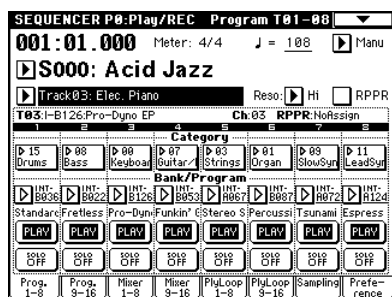 SEQUENCER P0:Play/REC Program T01-08
001:01.000 Meter: 4/4 ♩ = 108 Manu
S000: Acid Jazz
Track03: Elec. Piano Reso: Hi RPPR
T03:I-B126:Pro-Dyno EP Ch:03 RPPR:NoAssign
1 2 3 4 5 6 7 8
Category
15 08 00 07 03 01 09 11
Drums Bass Keyboar Guitar/ Strings Organ SlowSyn LeadSyn
Bank/Program
INT- INT- INT- INT- INT- INT- INT- INT-
B036 B022 B126 B053 A067 B087 A072 A124
Standarc Fretless Pro-Dyn Funkin' Stereo S Percussi Tsunami Espress
PLAY PLAY PLAY PLAY PLAY PLAY PLAY PLAY
SOLO SOLO SOLO SOLO SOLO SOLO SOLO SOLO
OFF OFF OFF OFF OFF OFF OFF OFF
Prog. Prog. Mixer Mixer PlyLoop PlyLoop Sampling Prefe-
1-8 9-16 1-8 9-16 1-8 9-16 rence